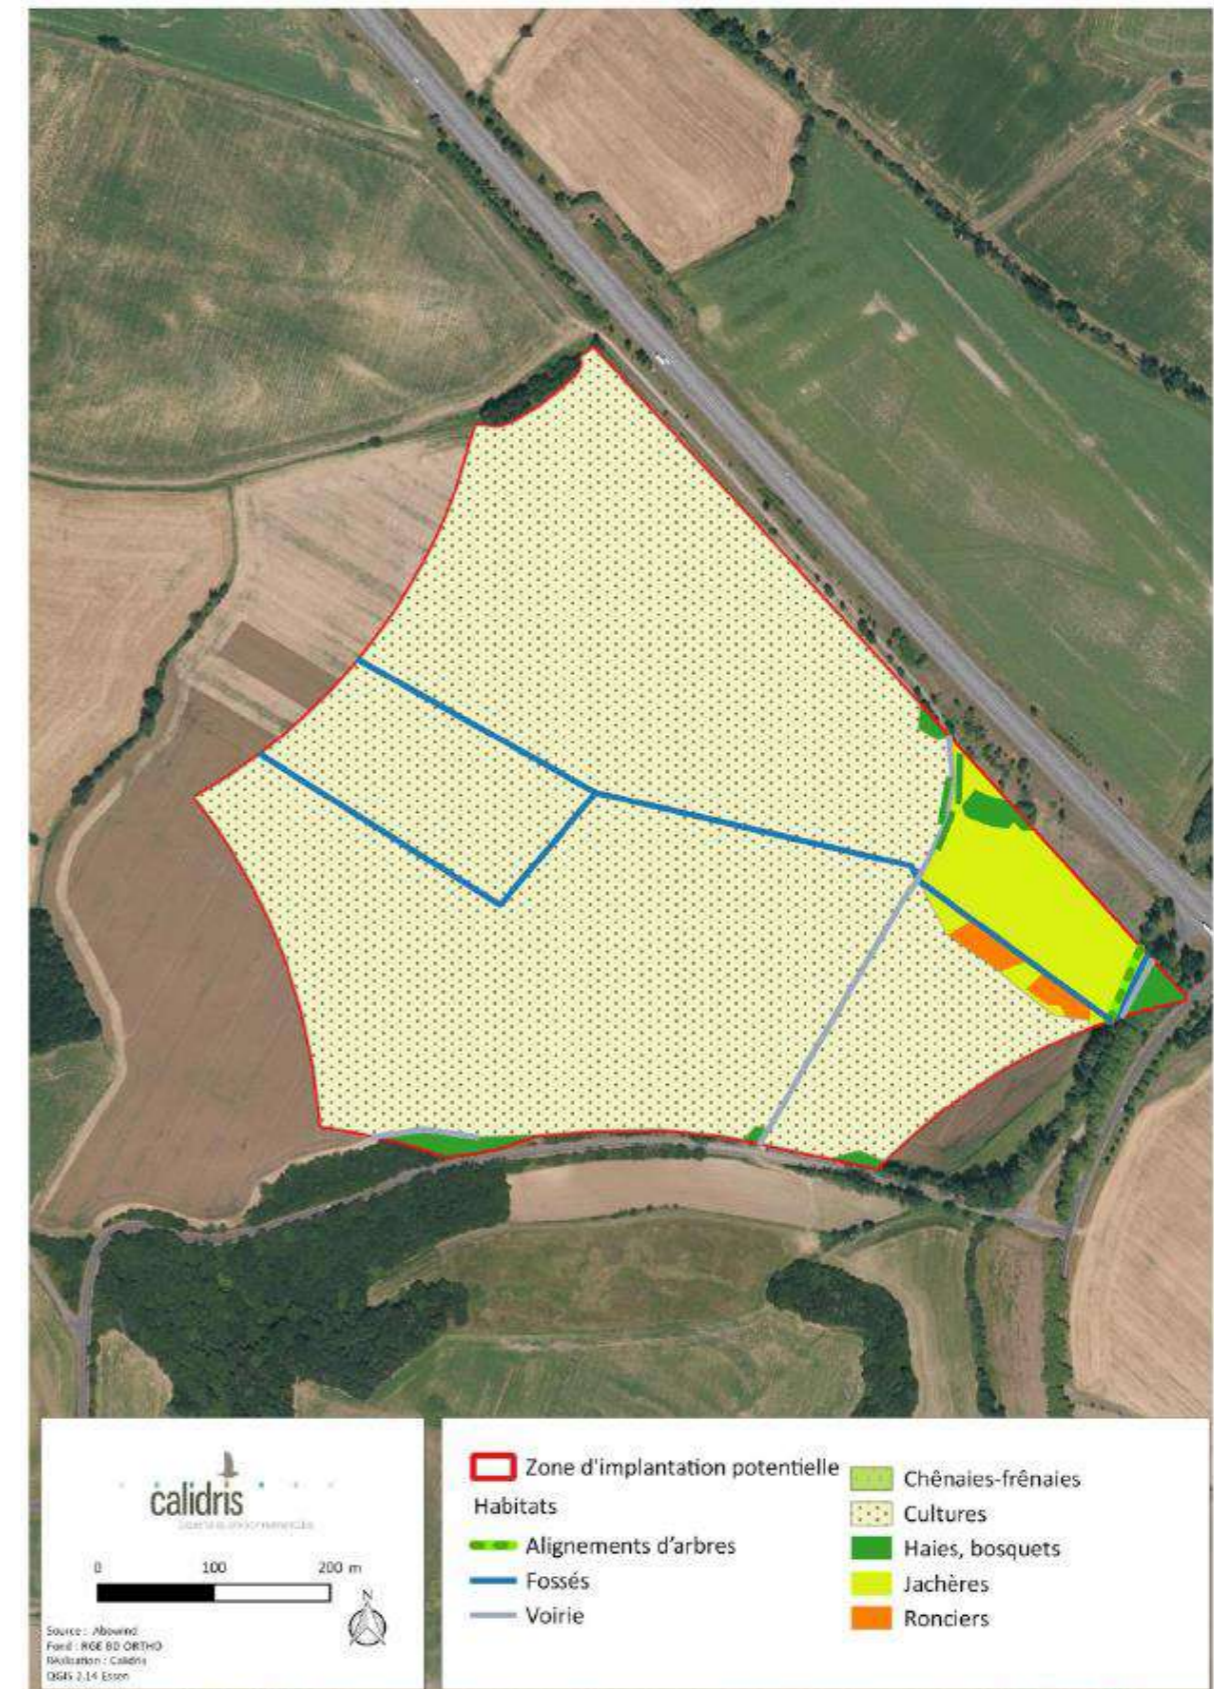 calidris
0 100 200 m
N
Source : Abowind
Fond : RGE BD ORTHO
Réalisation : Calidris
QGIS 2.14 Essen
Zone d'implantation potentielle
Habitats
Alignements d'arbres
Fossés
Voirie
Chênaies-frênaies
Cultures
Haies, bosquets
Jachères
Ronciers